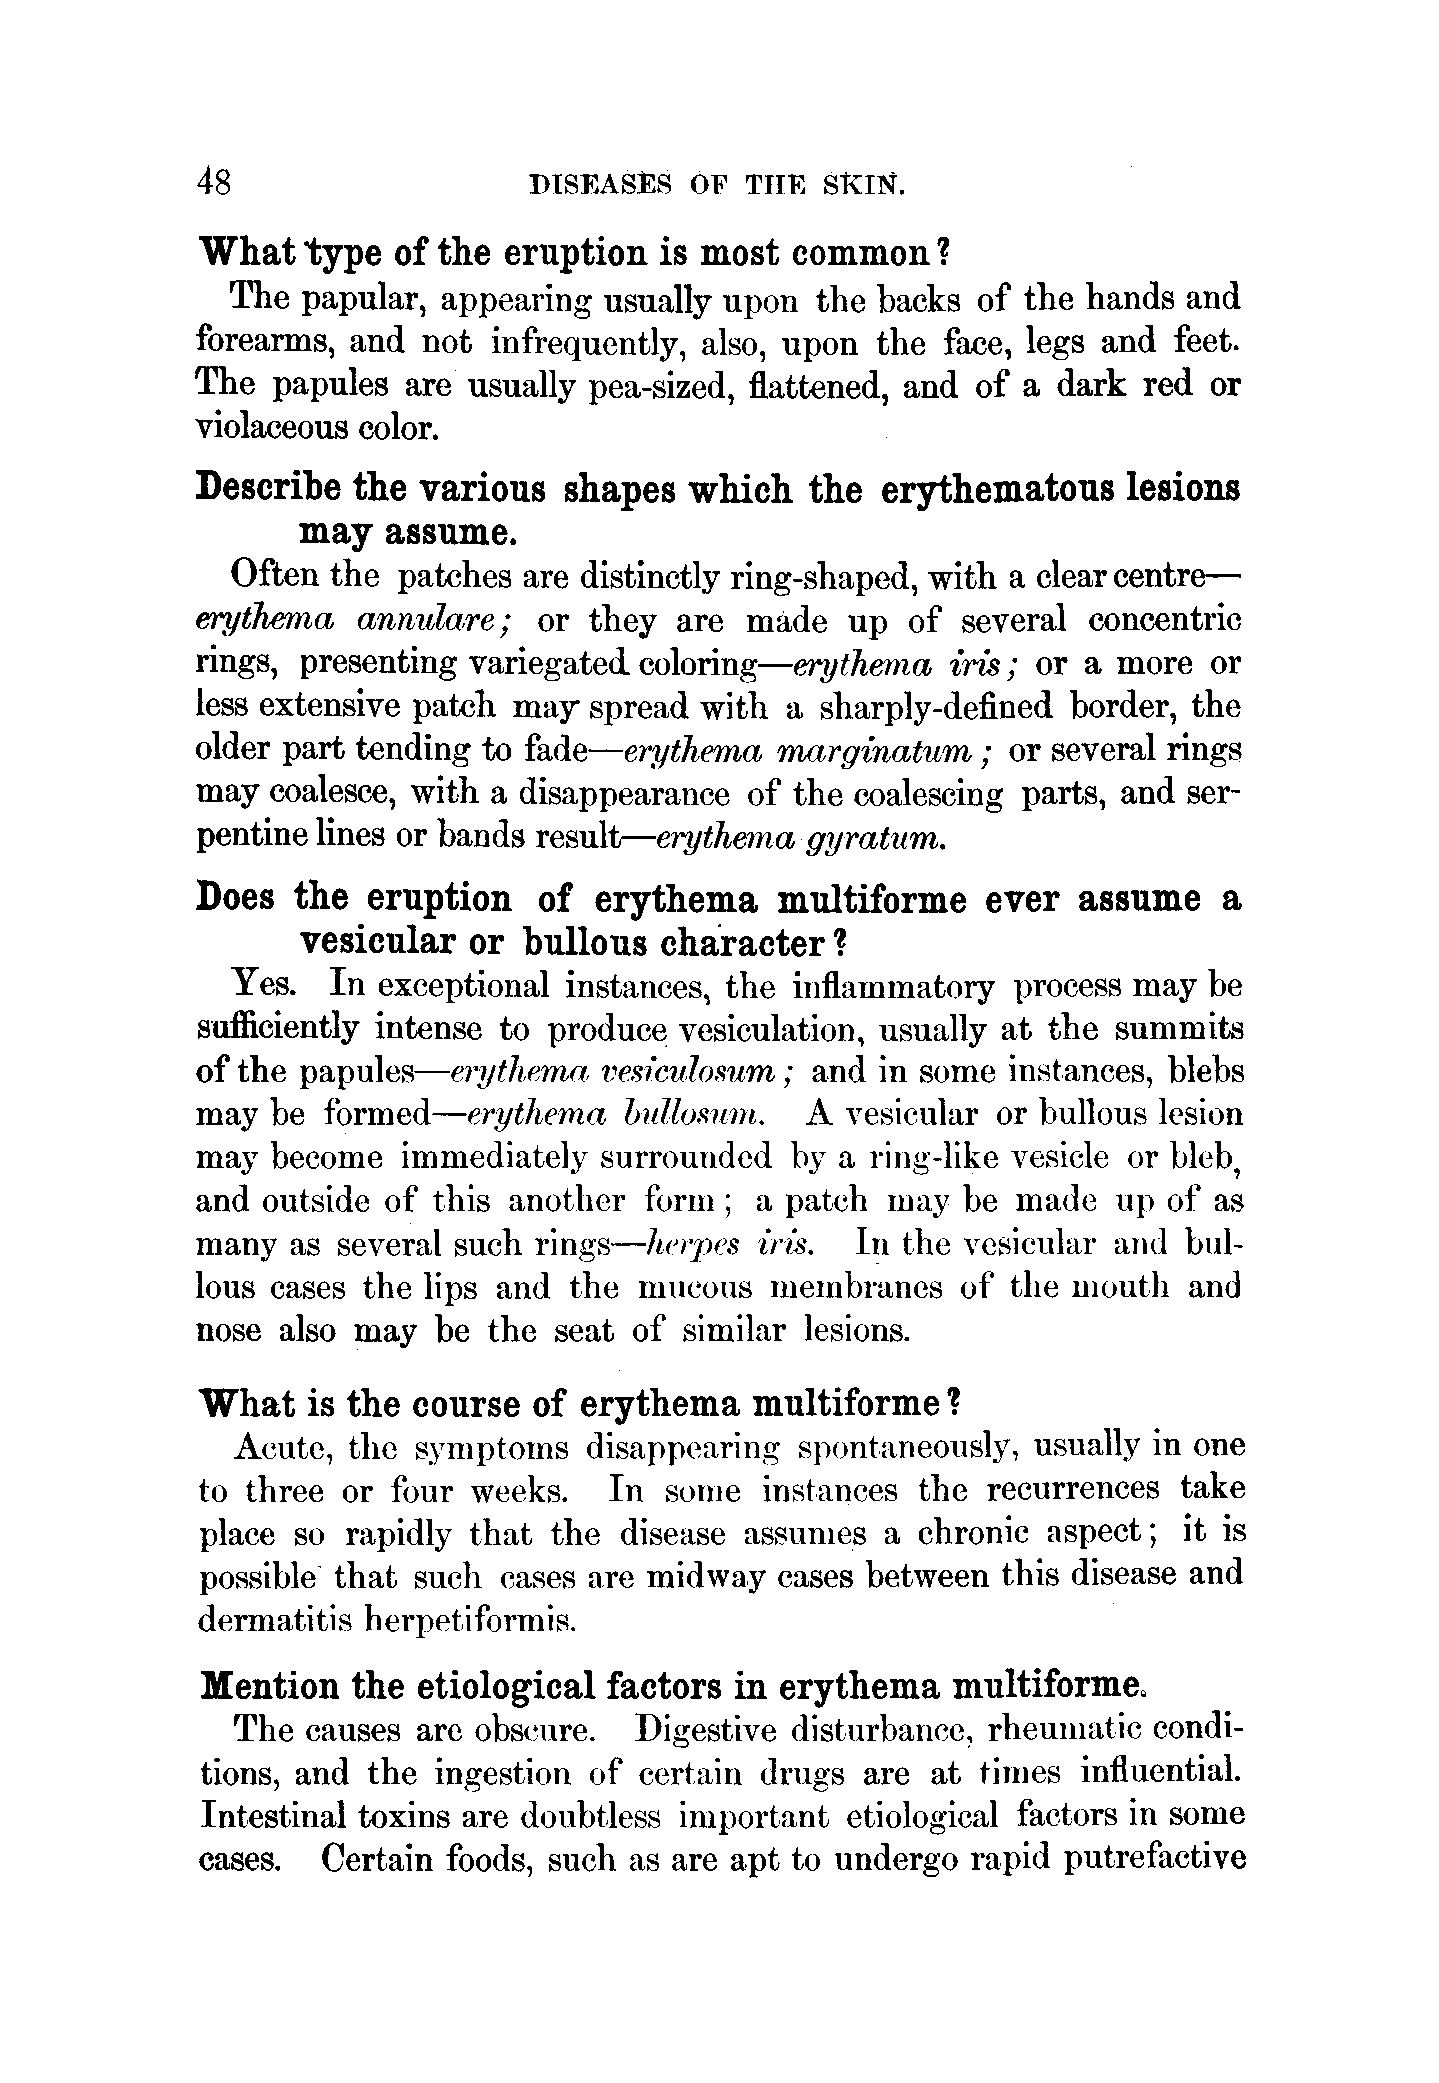 48 DISEASES OF THE SKIN.
What type of the eruption is most common?
The papular, appearing usually upon the backs of the hands and
forearms, and not infrequently, also, upon the face, legs and feet.
The papules are usually pea-sized, flattened, and of a dark red or
violaceous color.
Describe the various shapes which the erythematous lesions
may assume.
Often the patches are distinctly ring-shaped, with a clear centre—
erythema annulare; or they are made up of several concentric
rings, presenting variegated coloring—erythema iris; or a more or
less extensive patch may spread with a sharply-defined border, the
older part tending to fade—erythema marginatum; or several rings
may coalesce, with a disappearance of the coalescing parts, and ser-
pentine lines or bands result—erythema gyratum.
Does the eruption of erythema multiforme ever assume a
vesicular or bullous character?
Yes. In exceptional instances, the inflammatory process may be
sufficiently intense to produce vesiculation, usually at the summits
of the papules—erythema vesiculosum; and in some instances, blebs
may be formed—erythema bullosum. A vesicular or bullous lesion
may become immediately surrounded by a ring-like vesicle or bleb,
and outside of this another form; a patch may be made up of as
many as several such rings—herpes iris. In the vesicular and bul-
lous cases the lips and the mucous membranes of the mouth and
nose also may be the seat of similar lesions.
What is the course of erythema multiforme?
Acute, the symptoms disappearing spontaneously, usually in one
to three or four weeks. In some instances the recurrences take
place so rapidly that the disease assumes a chronic aspect; it is
possible that such cases are midway cases between this disease and
dermatitis herpetiformis.
Mention the etiological factors in erythema multiforme.
The causes are obscure. Digestive disturbance, rheumatic condi-
tions, and the ingestion of certain drugs are at times influential.
Intestinal toxins are doubtless important etiological factors in some
cases. Certain foods, such as are apt to undergo rapid putrefactive